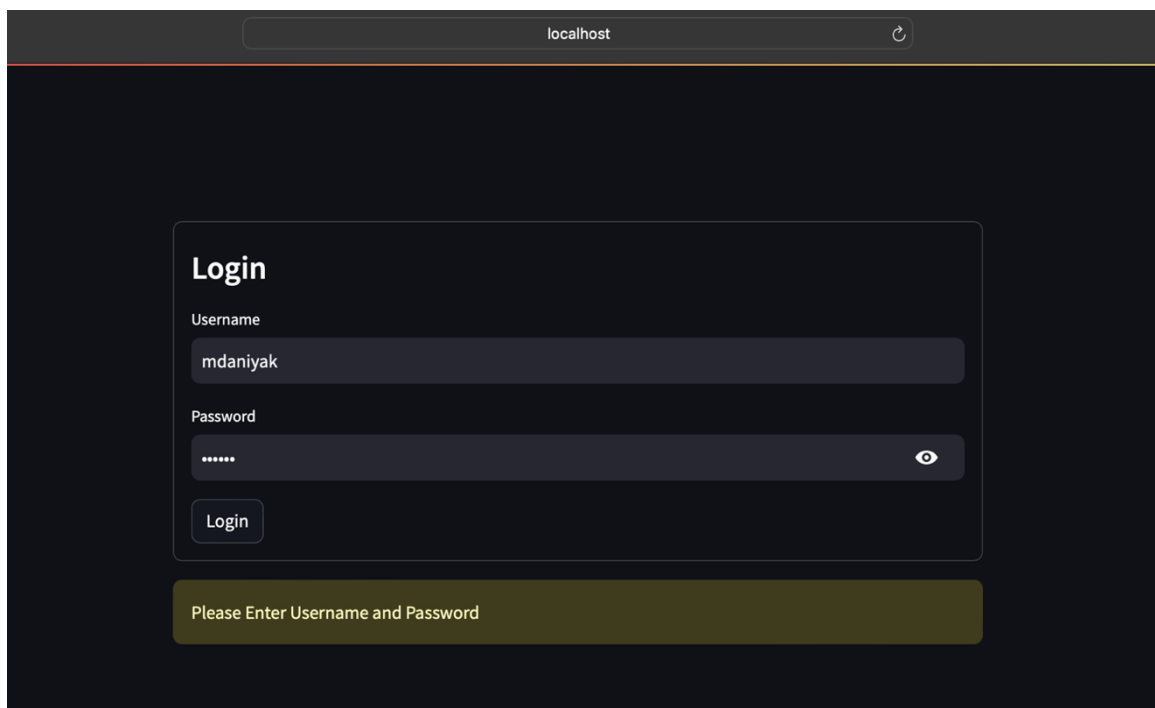 localhost
Login
Username
mdaniyak
Password
••••••
Login
Please Enter Username and Password